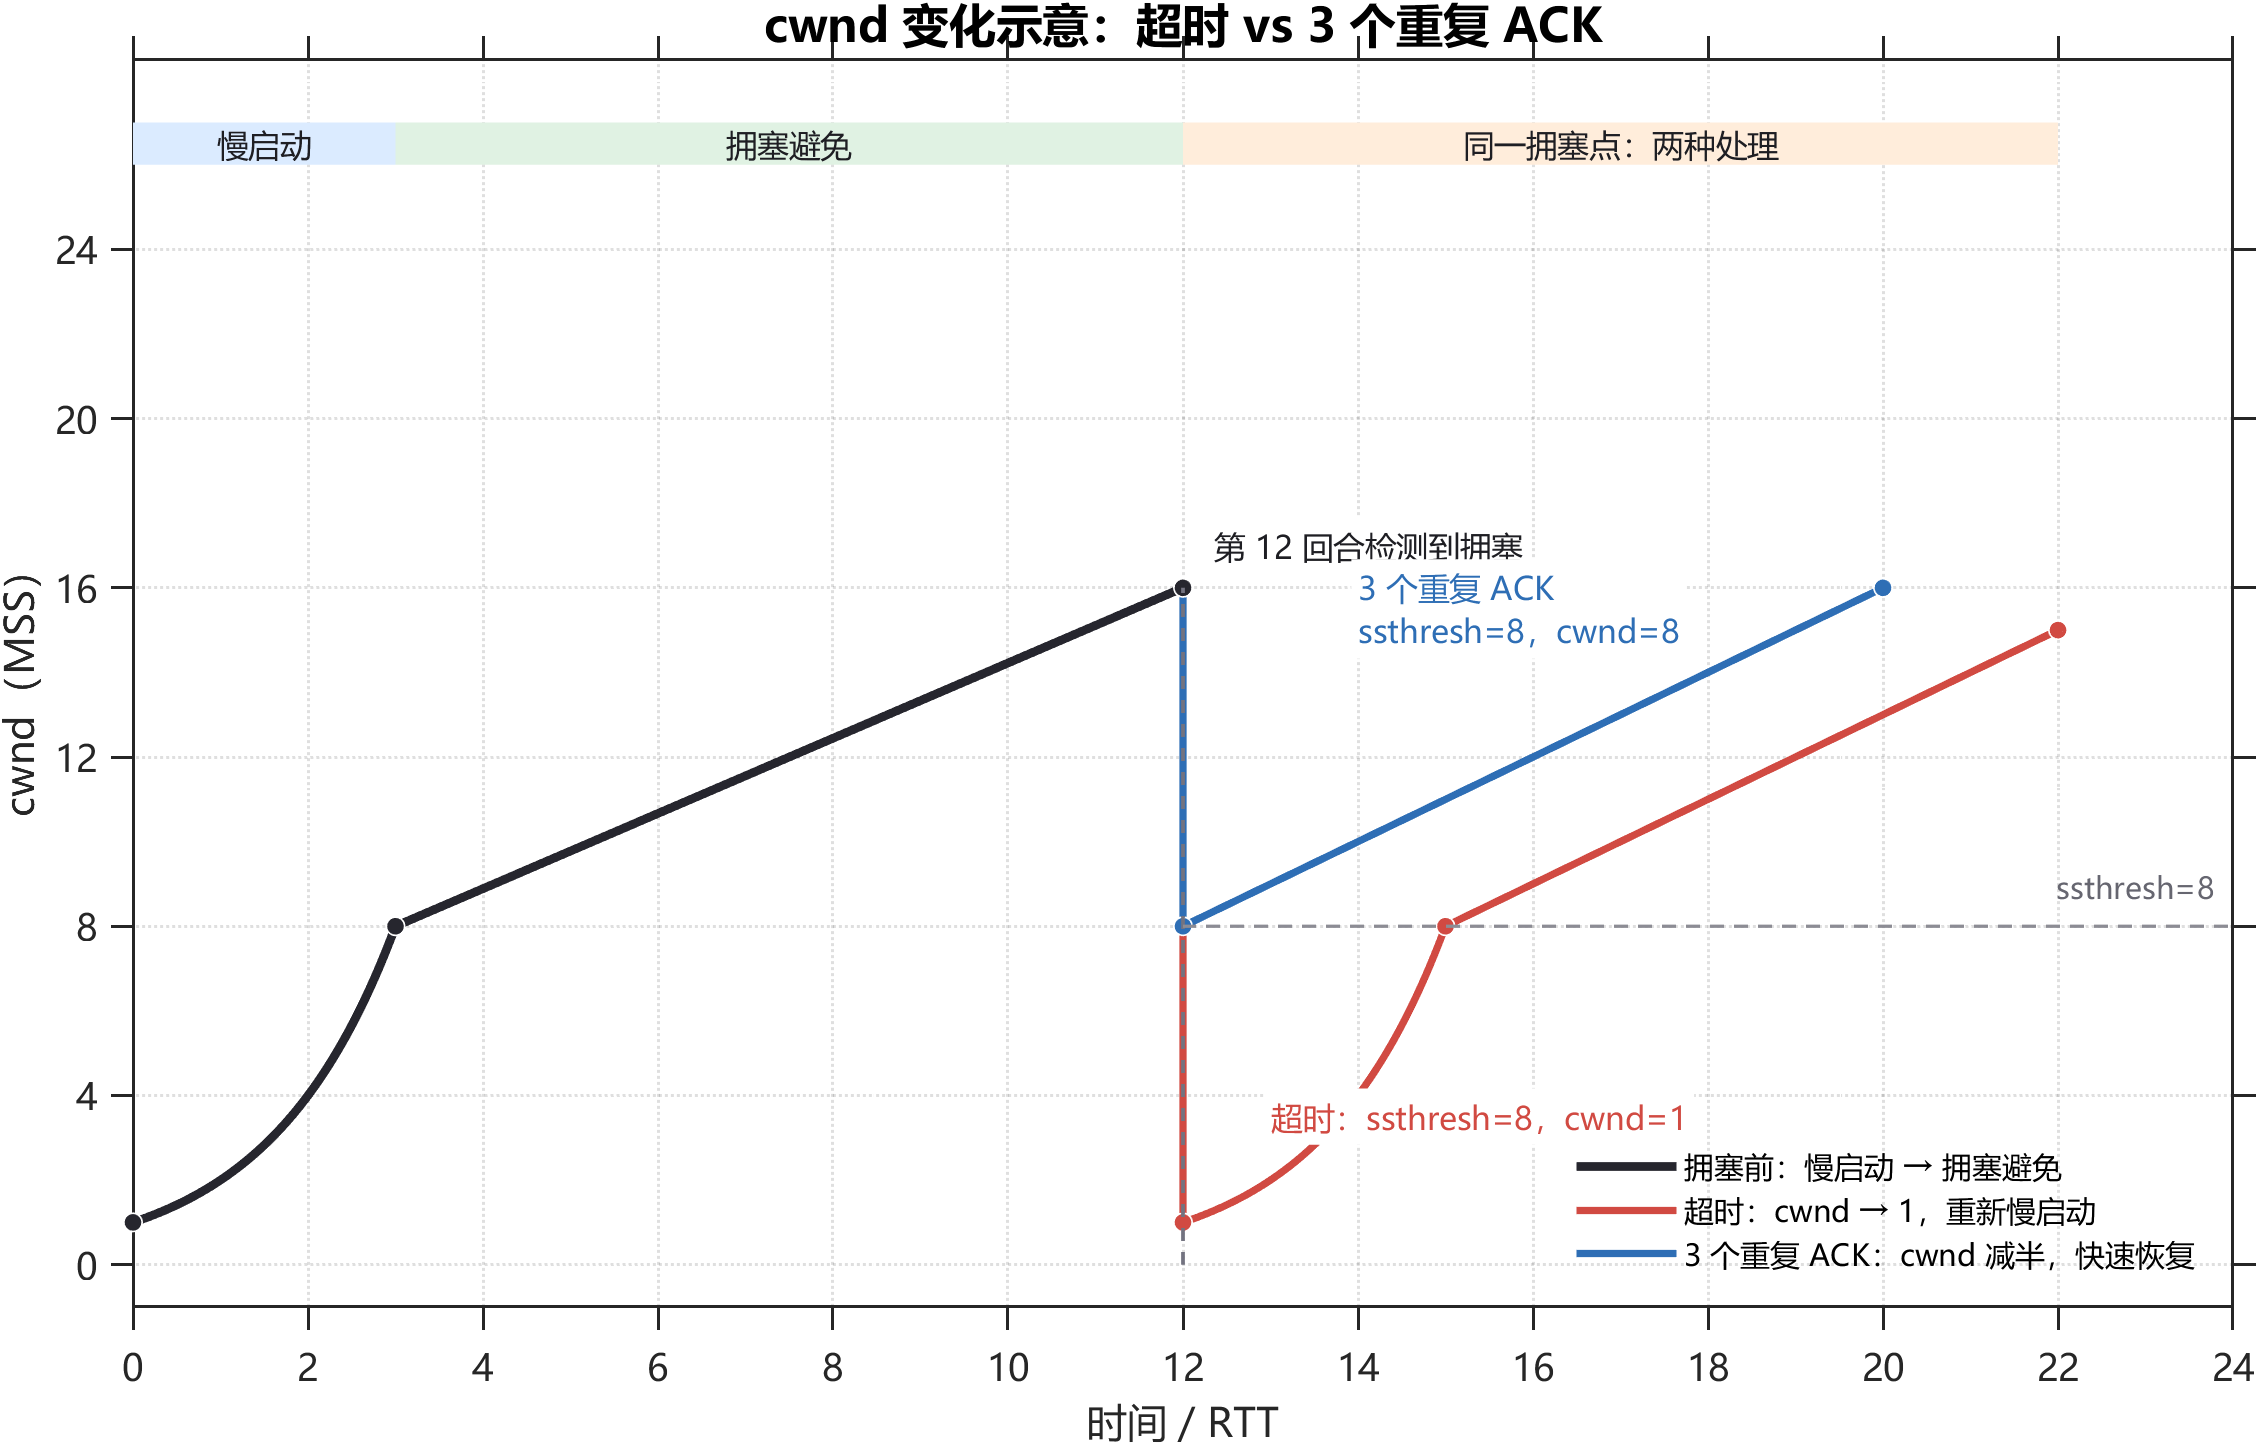 cwnd 变化示意：超时 vs 3 个重复 ACK
慢启动
拥塞避免
同一拥塞点：两种处理
24
20
16
12
8
4
0
cwnd（MSS）
第 12 回合检测到拥塞
3 个重复 ACK
ssthresh=8，cwnd=8
ssthresh=8
超时：ssthresh=8，cwnd=1
拥塞前：慢启动 → 拥塞避免
超时：cwnd → 1，重新慢启动
3 个重复 ACK：cwnd 减半，快速恢复
0 2 4 6 8 10 12 14 16 18 20 22 24
时间 / RTT